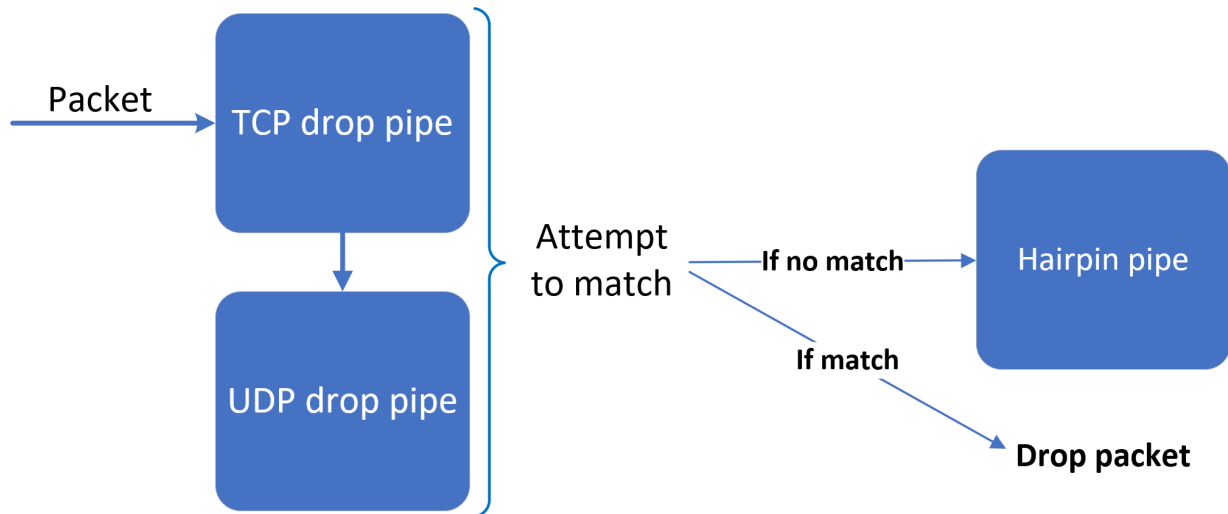 Packet
TCP drop pipe
UDP drop pipe
Attempt
to match
If no match
Hairpin pipe
If match
Drop packet